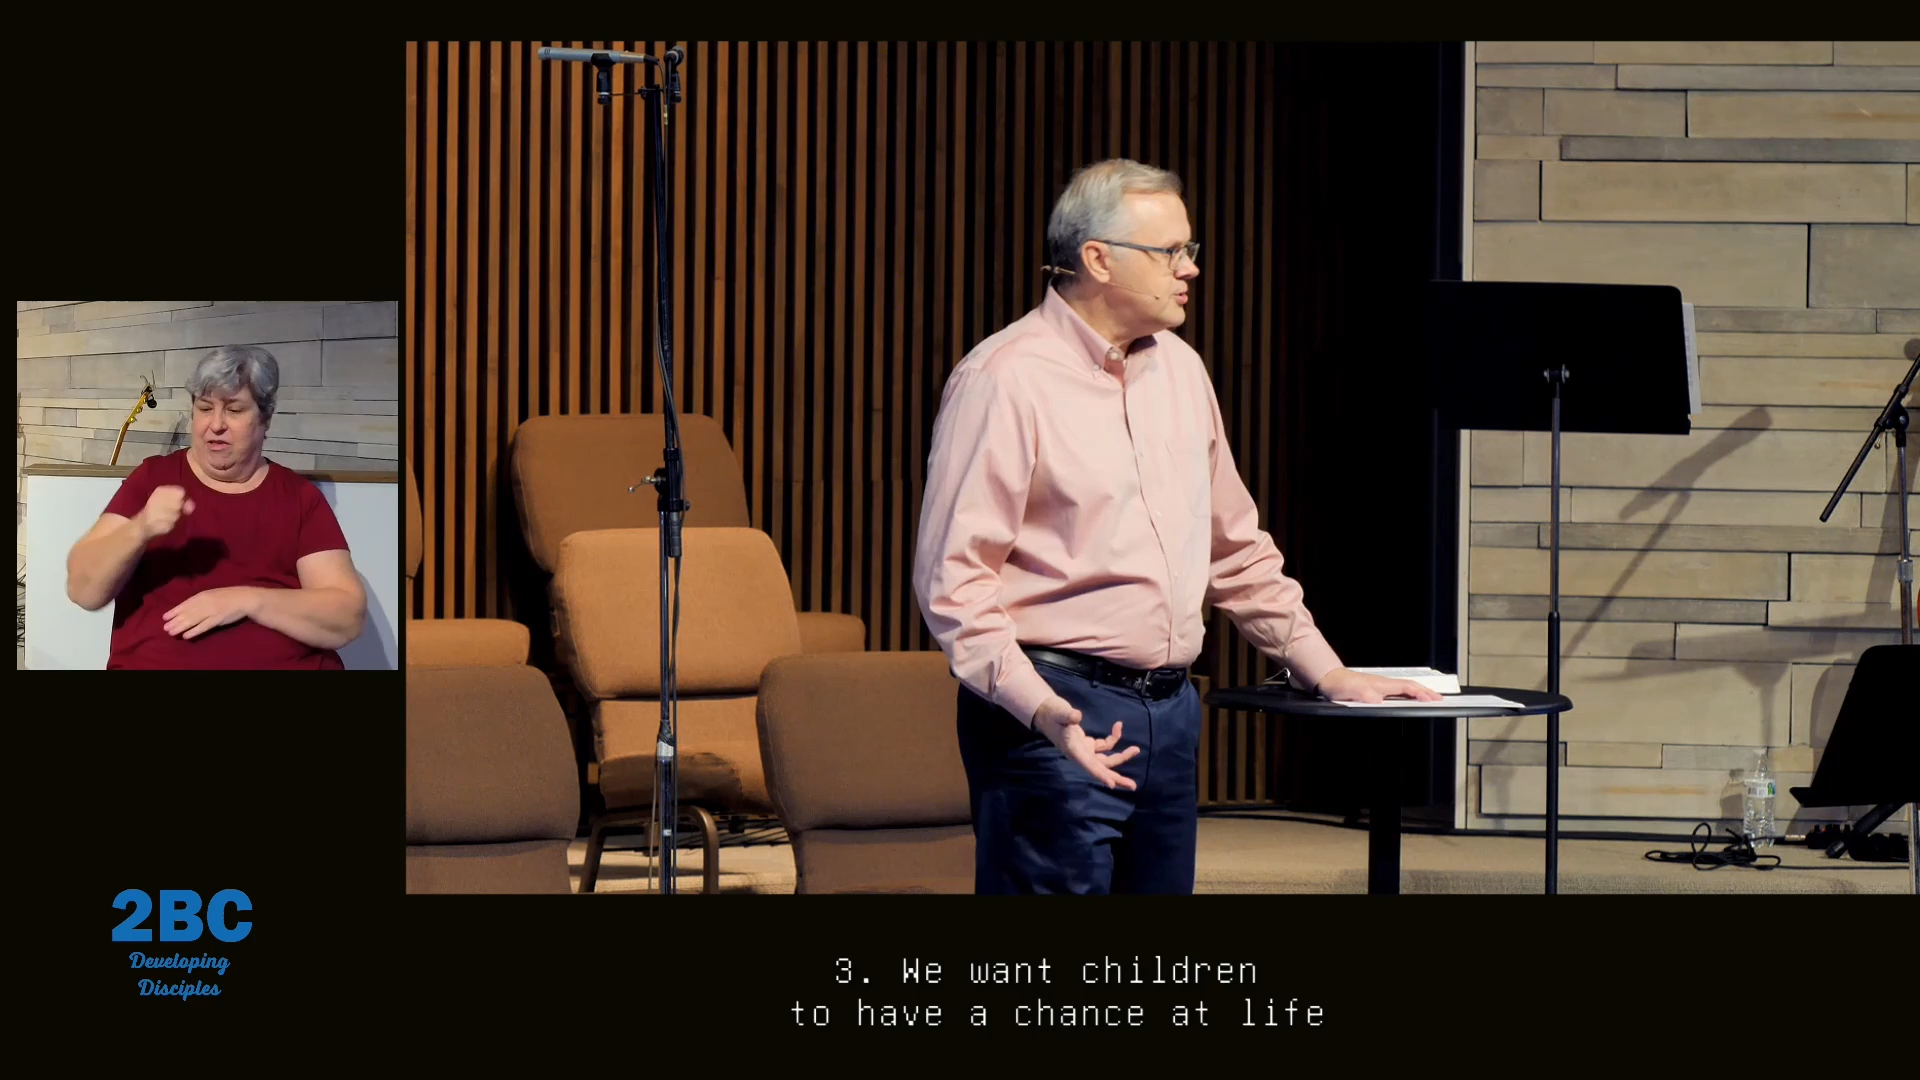 2BC
Developing
Disciples
3. We want children
to have a chance at life